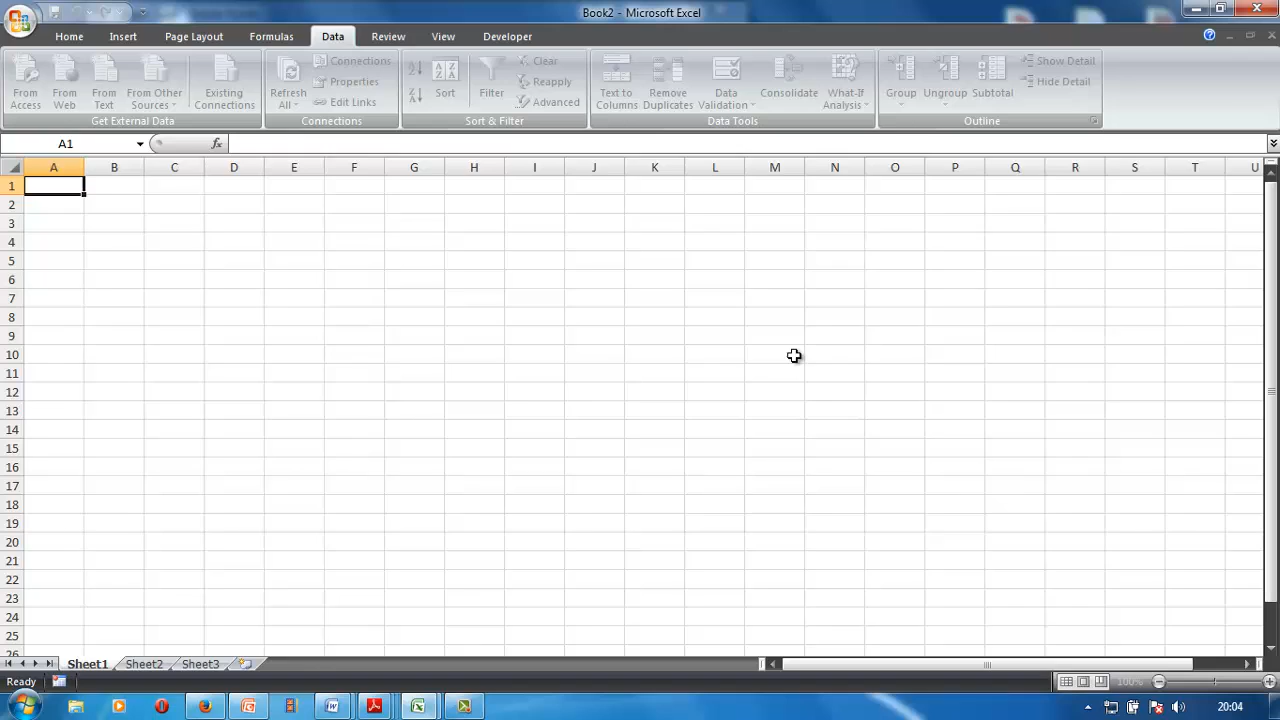 Book2 - Microsoft Excel
Home Insert Page Layout Formulas Data Review View Developer
From Access
From Web
From Text
From Other Sources
Existing Connections
Get External Data
Refresh All
Connections
Properties
Edit Links
Connections
Sort
Filter
Clear
Reapply
Advanced
Sort & Filter
Text to Columns
Remove Duplicates
Data Validation
Consolidate
What-If Analysis
Data Tools
Group
Ungroup
Subtotal
Show Detail
Hide Detail
Outline
A1
fx
A B C D E F G H I J K L M N O P Q R S T U
1
2
3
4
5
6
7
8
9
10
11
12
13
14
15
16
17
18
19
20
21
22
23
24
25
26
Sheet1 Sheet2 Sheet3
Ready
100%
20:04